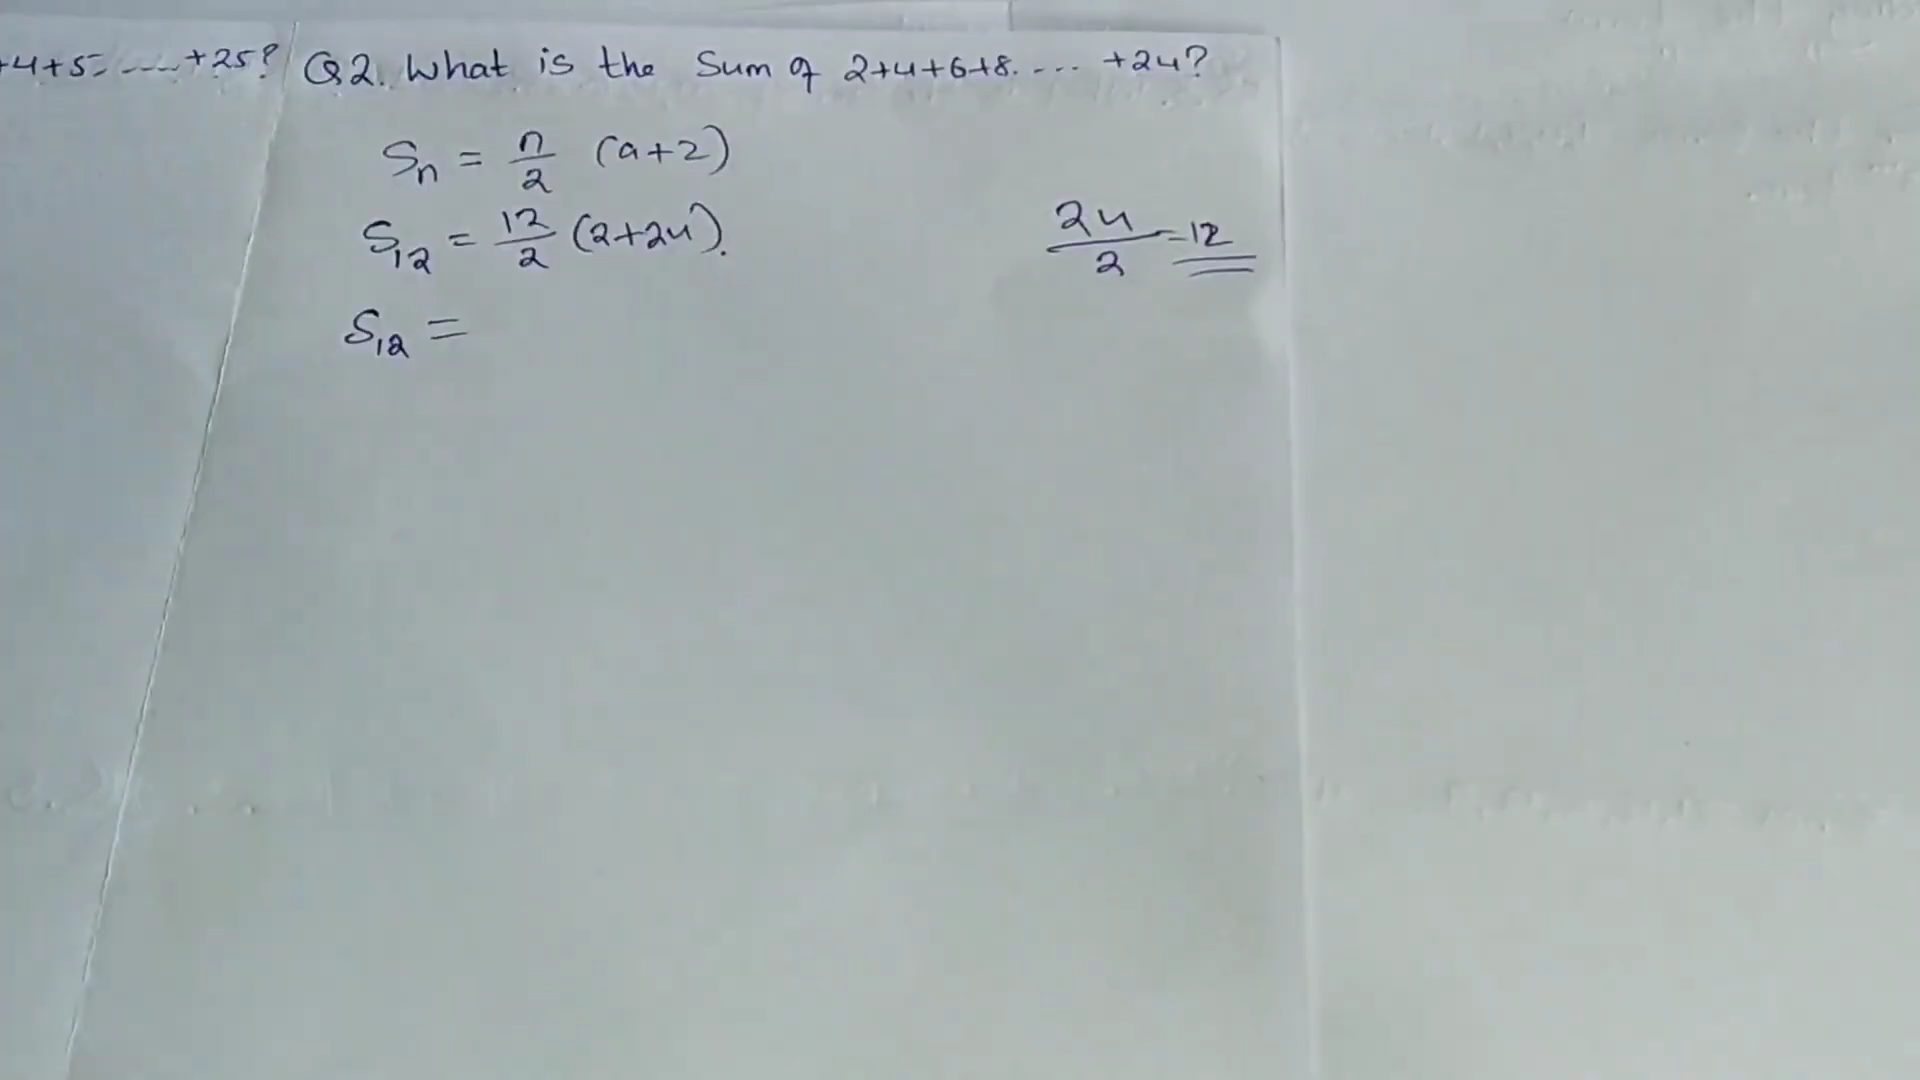 +4+5- ..... +25? Q2. What is the Sum of 2+4+6+8.... +24?
Sn = n/2 (a+2)
S12 = 12/2 (2+24).
24/2 = 12
S12 =